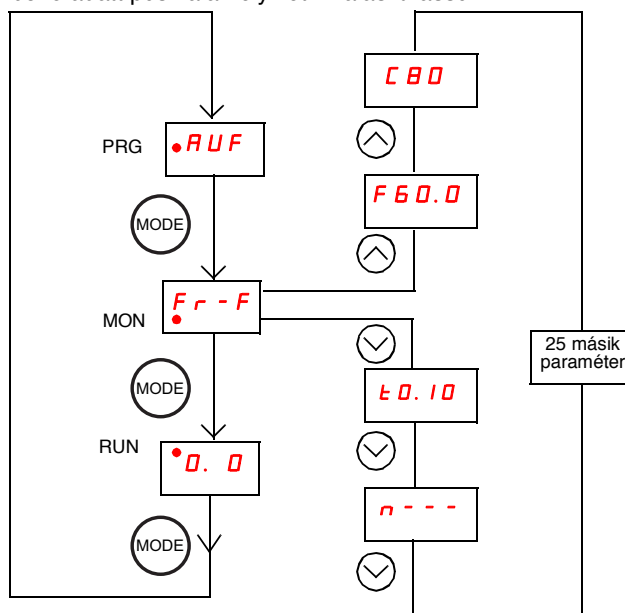 C80
PRG
AUF
F60.0
MODE
Fr-F
MON
25 másik
paraméter
MODE
t0.10
RUN
0. 0
n---
MODE